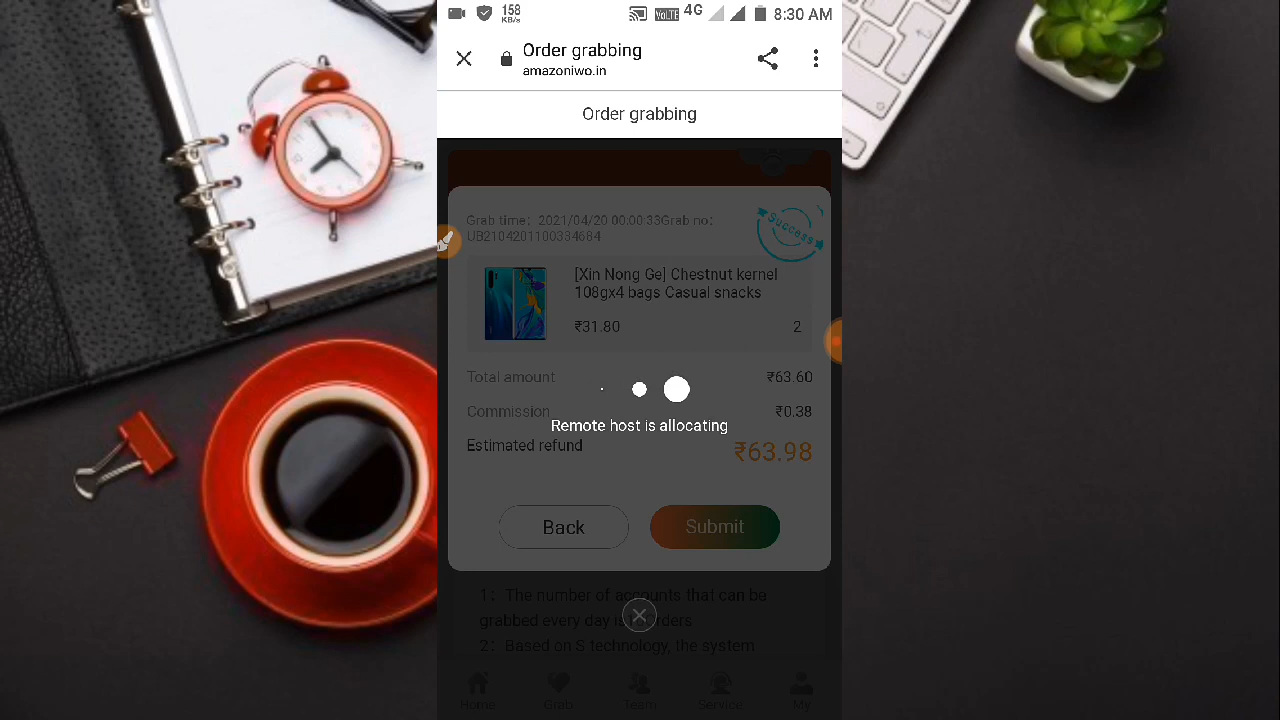 158
KB/s
VoLTE 4G 8:30 AM
Order grabbing
amazoniwo.in
Order grabbing
Grab time：2021/04/20 00:00:33Grab no：
UB2104201100334684
Success
[Xin Nong Ge] Chestnut kernel
108gx4 bags Casual snacks
₹31.80 2
Total amount ₹63.60
Commission ₹0.38
Remote host is allocating
Estimated refund ₹63.98
Back Submit
1：The number of accounts that can be
grabbed every day is orders
2：Based on S technology, the system
Home Grab Team Service My